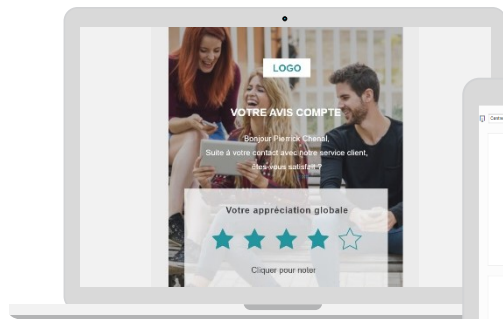 LOGO
VOTRE AVIS COMPTE
Bonjour Pierrick Chenal,
Suite à votre contact avec notre service client,
êtes-vous satisfait ?
Votre appréciation globale
Cliquer pour noter